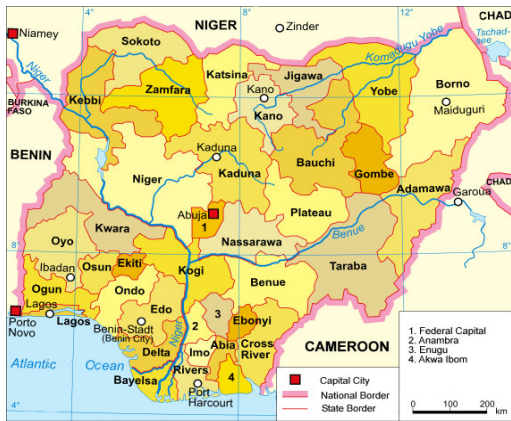 4°
8°
12°
NIGER
CHAD
Zinder
Niamey
Sokoto
Komadugu Yobe
Tschad-
see
Niger
Katsina
Jigawa
Zamfara
Kebbi
Kano
Kano
Yobe
Borno
Maiduguri
BURKINA
FASO
BENIN
Kaduna
Kaduna
Bauchi
Gombe
Niger
Adamawa
CHAD
Garoua
Abuja
1
Plateau
Kwara
Nassarawa
Benue
8°
8°
Oyo
Taraba
Ibadan
Osun
Ekiti
Kogi
Benue
Ogun
Ondo
Lagos
Lagos
Edo
2
3
Ebonyi
Porto
Novo
Benin-Stadt
(Benin City)
Niger
CAMEROON
Delta
Imo
Abia
Cross
River
Atlantic
Ocean
Bayelsa
Rivers
4
Port
Harcourt
4°
1. Federal Capital
2. Anambra
3. Enugu
4. Akwa Ibom
Capital City
National Border
State Border
0
100
200
km